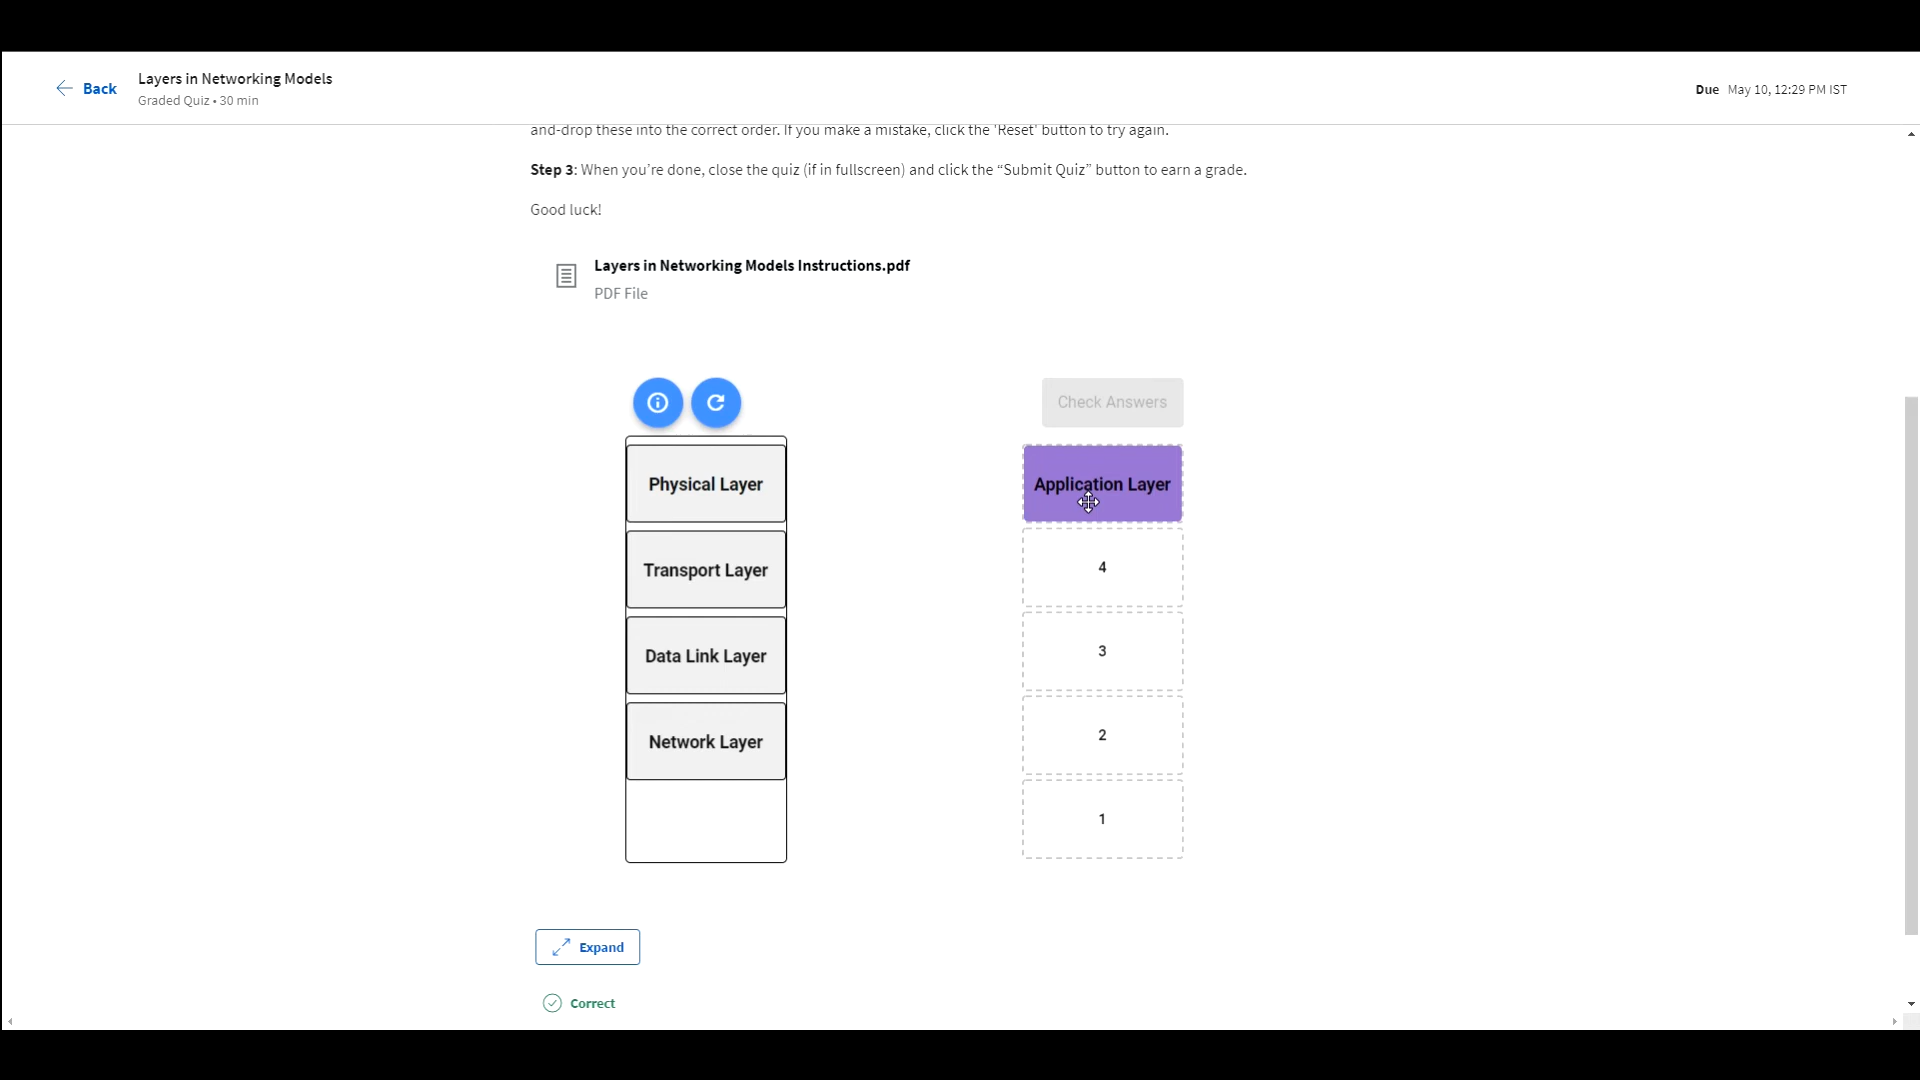 Back
Layers in Networking Models
Graded Quiz • 30 min
Due May 10, 12:29 PM IST
and-drop these into the correct order. If you make a mistake, click the 'Reset' button to try again.
Step 3: When you’re done, close the quiz (if in fullscreen) and click the “Submit Quiz” button to earn a grade.
Good luck!
Layers in Networking Models Instructions.pdf
PDF File
Check Answers
Physical Layer
Transport Layer
Data Link Layer
Network Layer
Application Layer
4
3
2
1
Expand
Correct